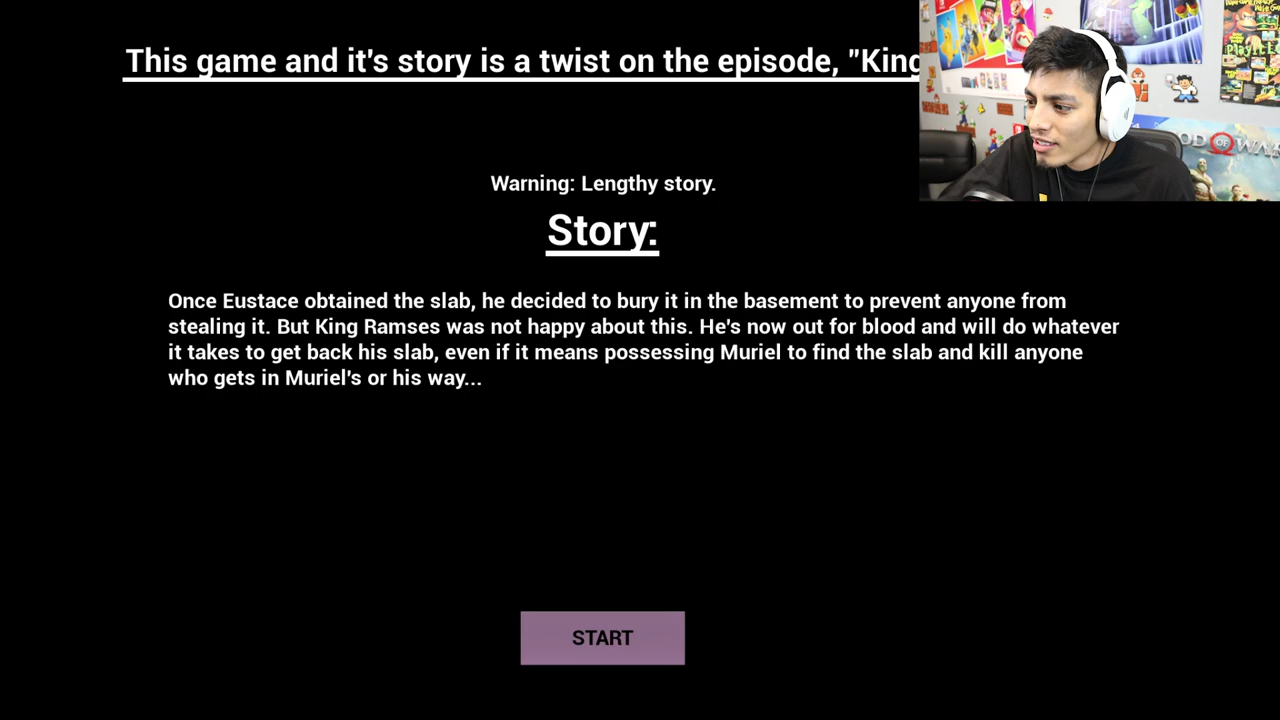 This game and it's story is a twist on the episode, "King
Warning: Lengthy story.
Story:
Once Eustace obtained the slab, he decided to bury it in the basement to prevent anyone from
stealing it. But King Ramses was not happy about this. He's now out for blood and will do whatever
it takes to get back his slab, even if it means possessing Muriel to find the slab and kill anyone
who gets in Muriel's or his way...
START
OD OF WAR